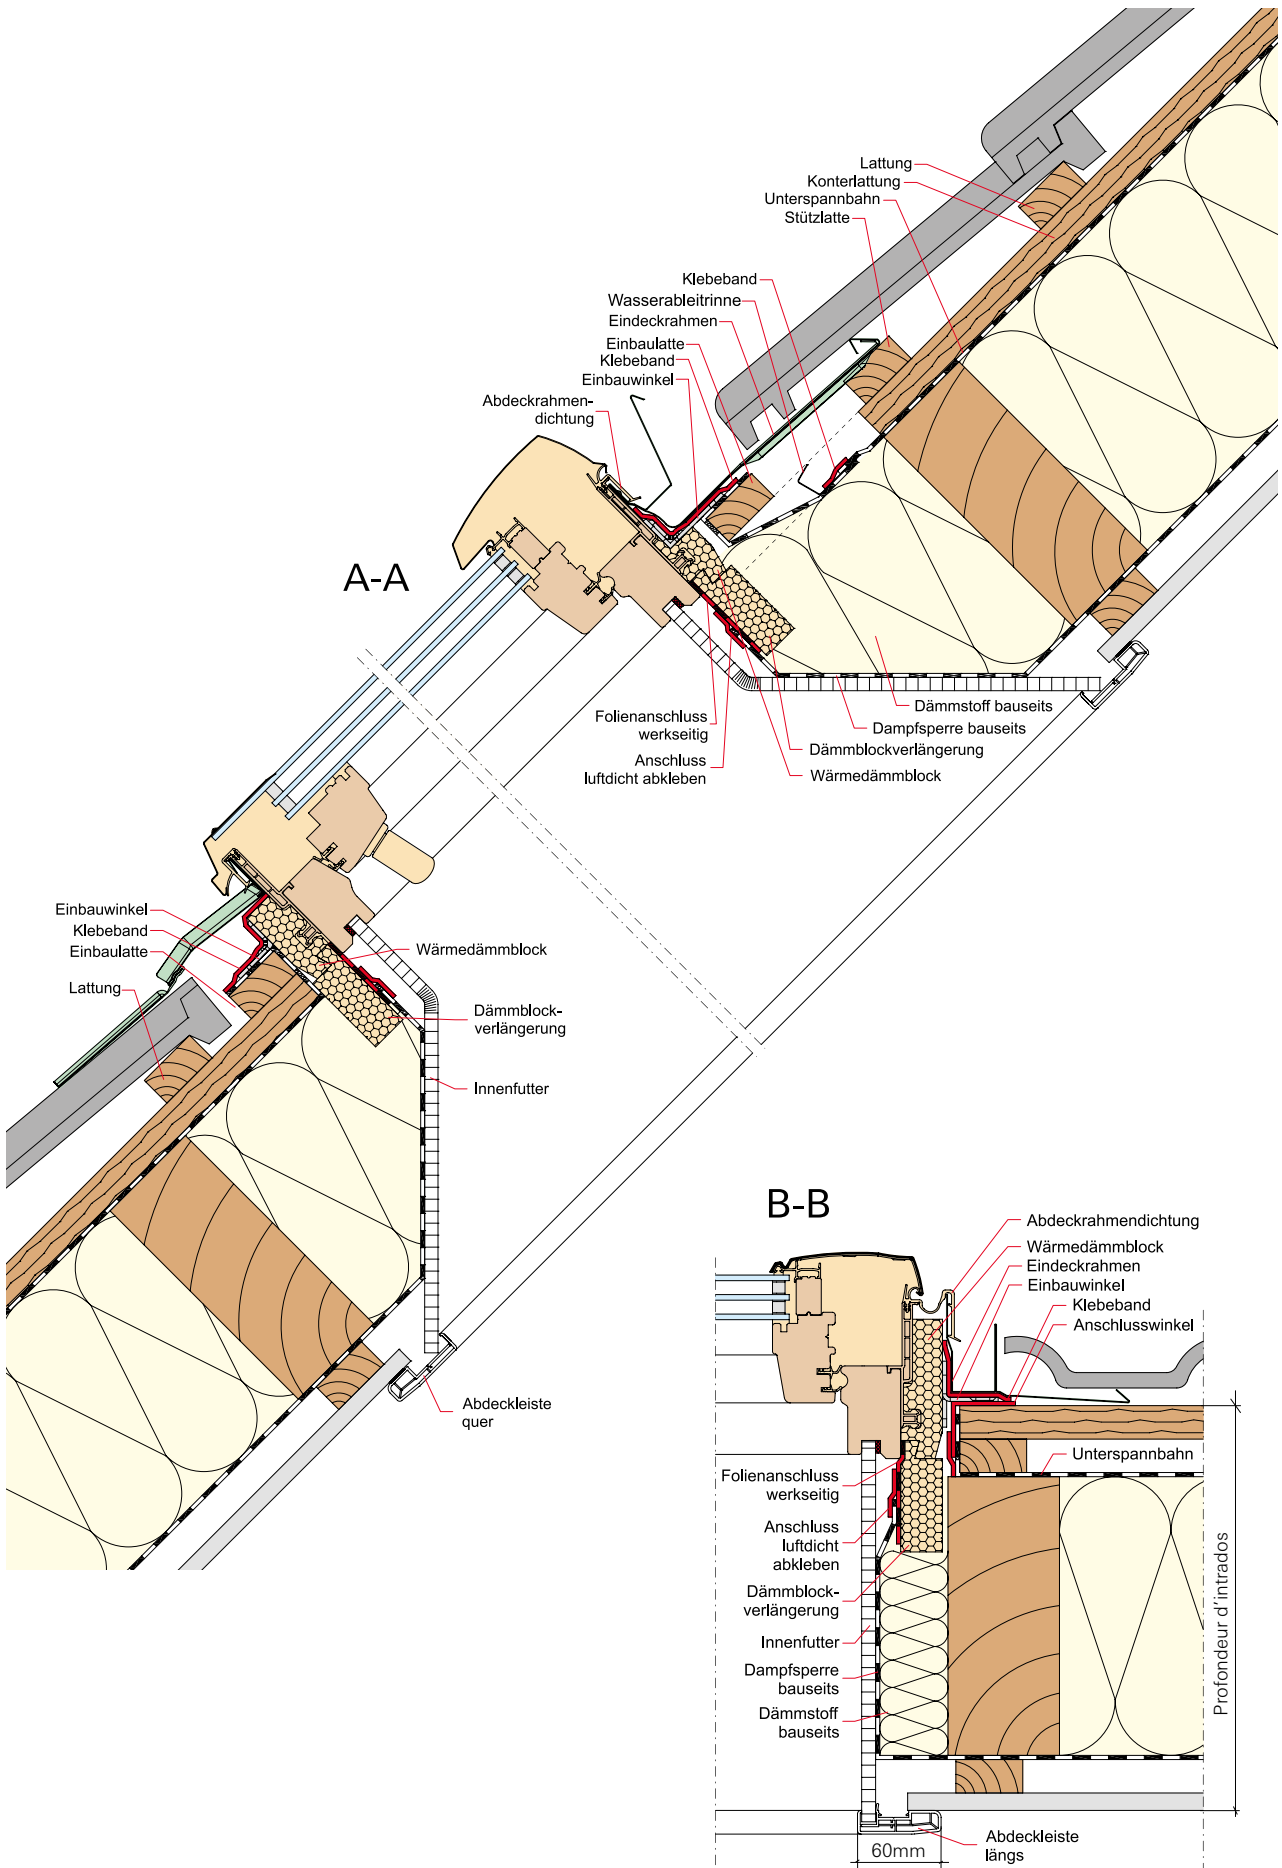 Lattung
Konterlattung
Unterspannbahn
Stützlatte
Klebeband
Wasserableitrinne
Eindeckrahmen
Einbaulatte
Klebeband
Einbauwinkel
Abdeckrahmen-
dichtung
A-A
Folienanschluss
werkseitig
Anschluss
luftdicht abkleben
Dämmstoff bauseits
Dampfsperre bauseits
Dämmblockverlängerung
Wärmedämmblock
Einbauwinkel
Klebeband
Einbaulatte
Lattung
Wärmedämmblock
Dämmblock-
verlängerung
Innenfutter
Abdeckleiste
quer
B-B
Abdeckrahmendichtung
Wärmedämmblock
Eindeckrahmen
Einbauwinkel
Klebeband
Anschlusswinkel
Unterspannbahn
Folienanschluss
werkseitig
Anschluss
luftdicht
abkleben
Dämmblock-
verlängerung
Innenfutter
Dampfsperre
bauseits
Dämmstoff
bauseits
Profondeur d'intrados
60mm
Abdeckleiste
längs